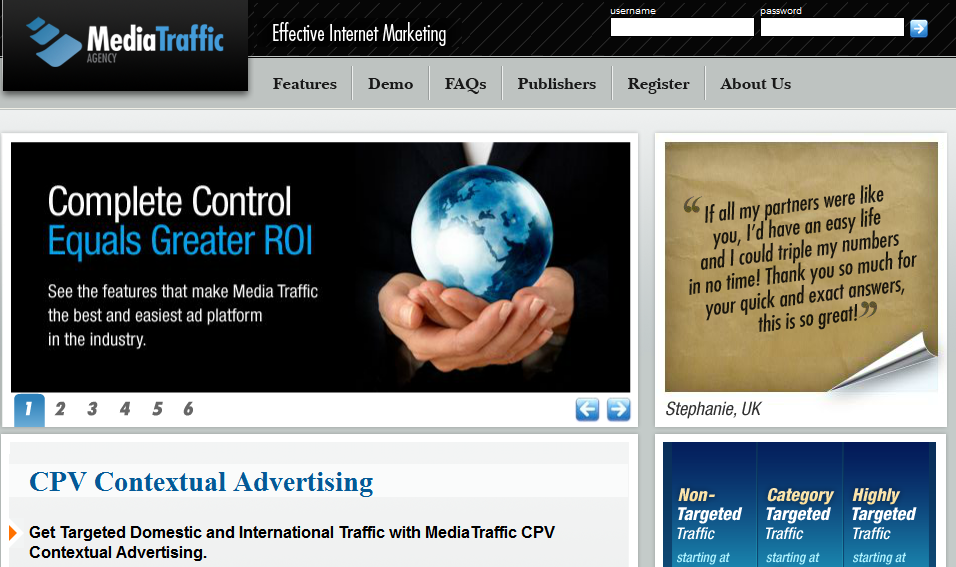 MediaTraffic
AGENCY
Effective Internet Marketing
username
password
Features
Demo
FAQs
Publishers
Register
About Us
Complete Control
Equals Greater ROI
See the features that make Media Traffic
the best and easiest ad platform
in the industry.
1 2 3 4 5 6
“If all my partners were like
you, I'd have an easy life
and I could triple my numbers
in no time! Thank you so much for
your quick and exact answers,
this is so great!”
Stephanie, UK
CPV Contextual Advertising
Get Targeted Domestic and International Traffic with MediaTraffic CPV
Contextual Advertising.
Non-
Targeted
Traffic
starting at
Category
Targeted
Traffic
starting at
Highly
Targeted
Traffic
starting at